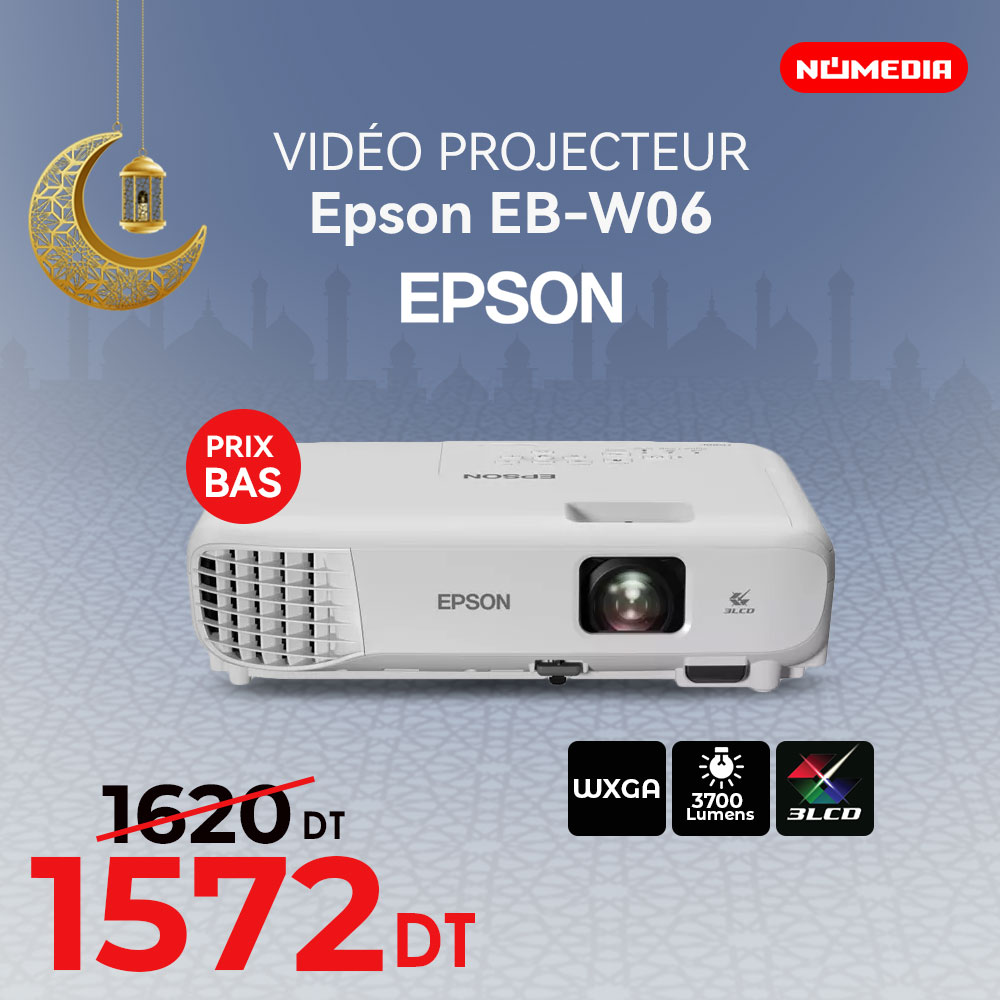 NUMEDIA
VIDÉO PROJECTEUR
Epson EB-W06
EPSON
PRIX
BAS
EPSON
EPSON
3LCD
WXGA
3700
Lumens
3LCD
1620 DT
1572 DT